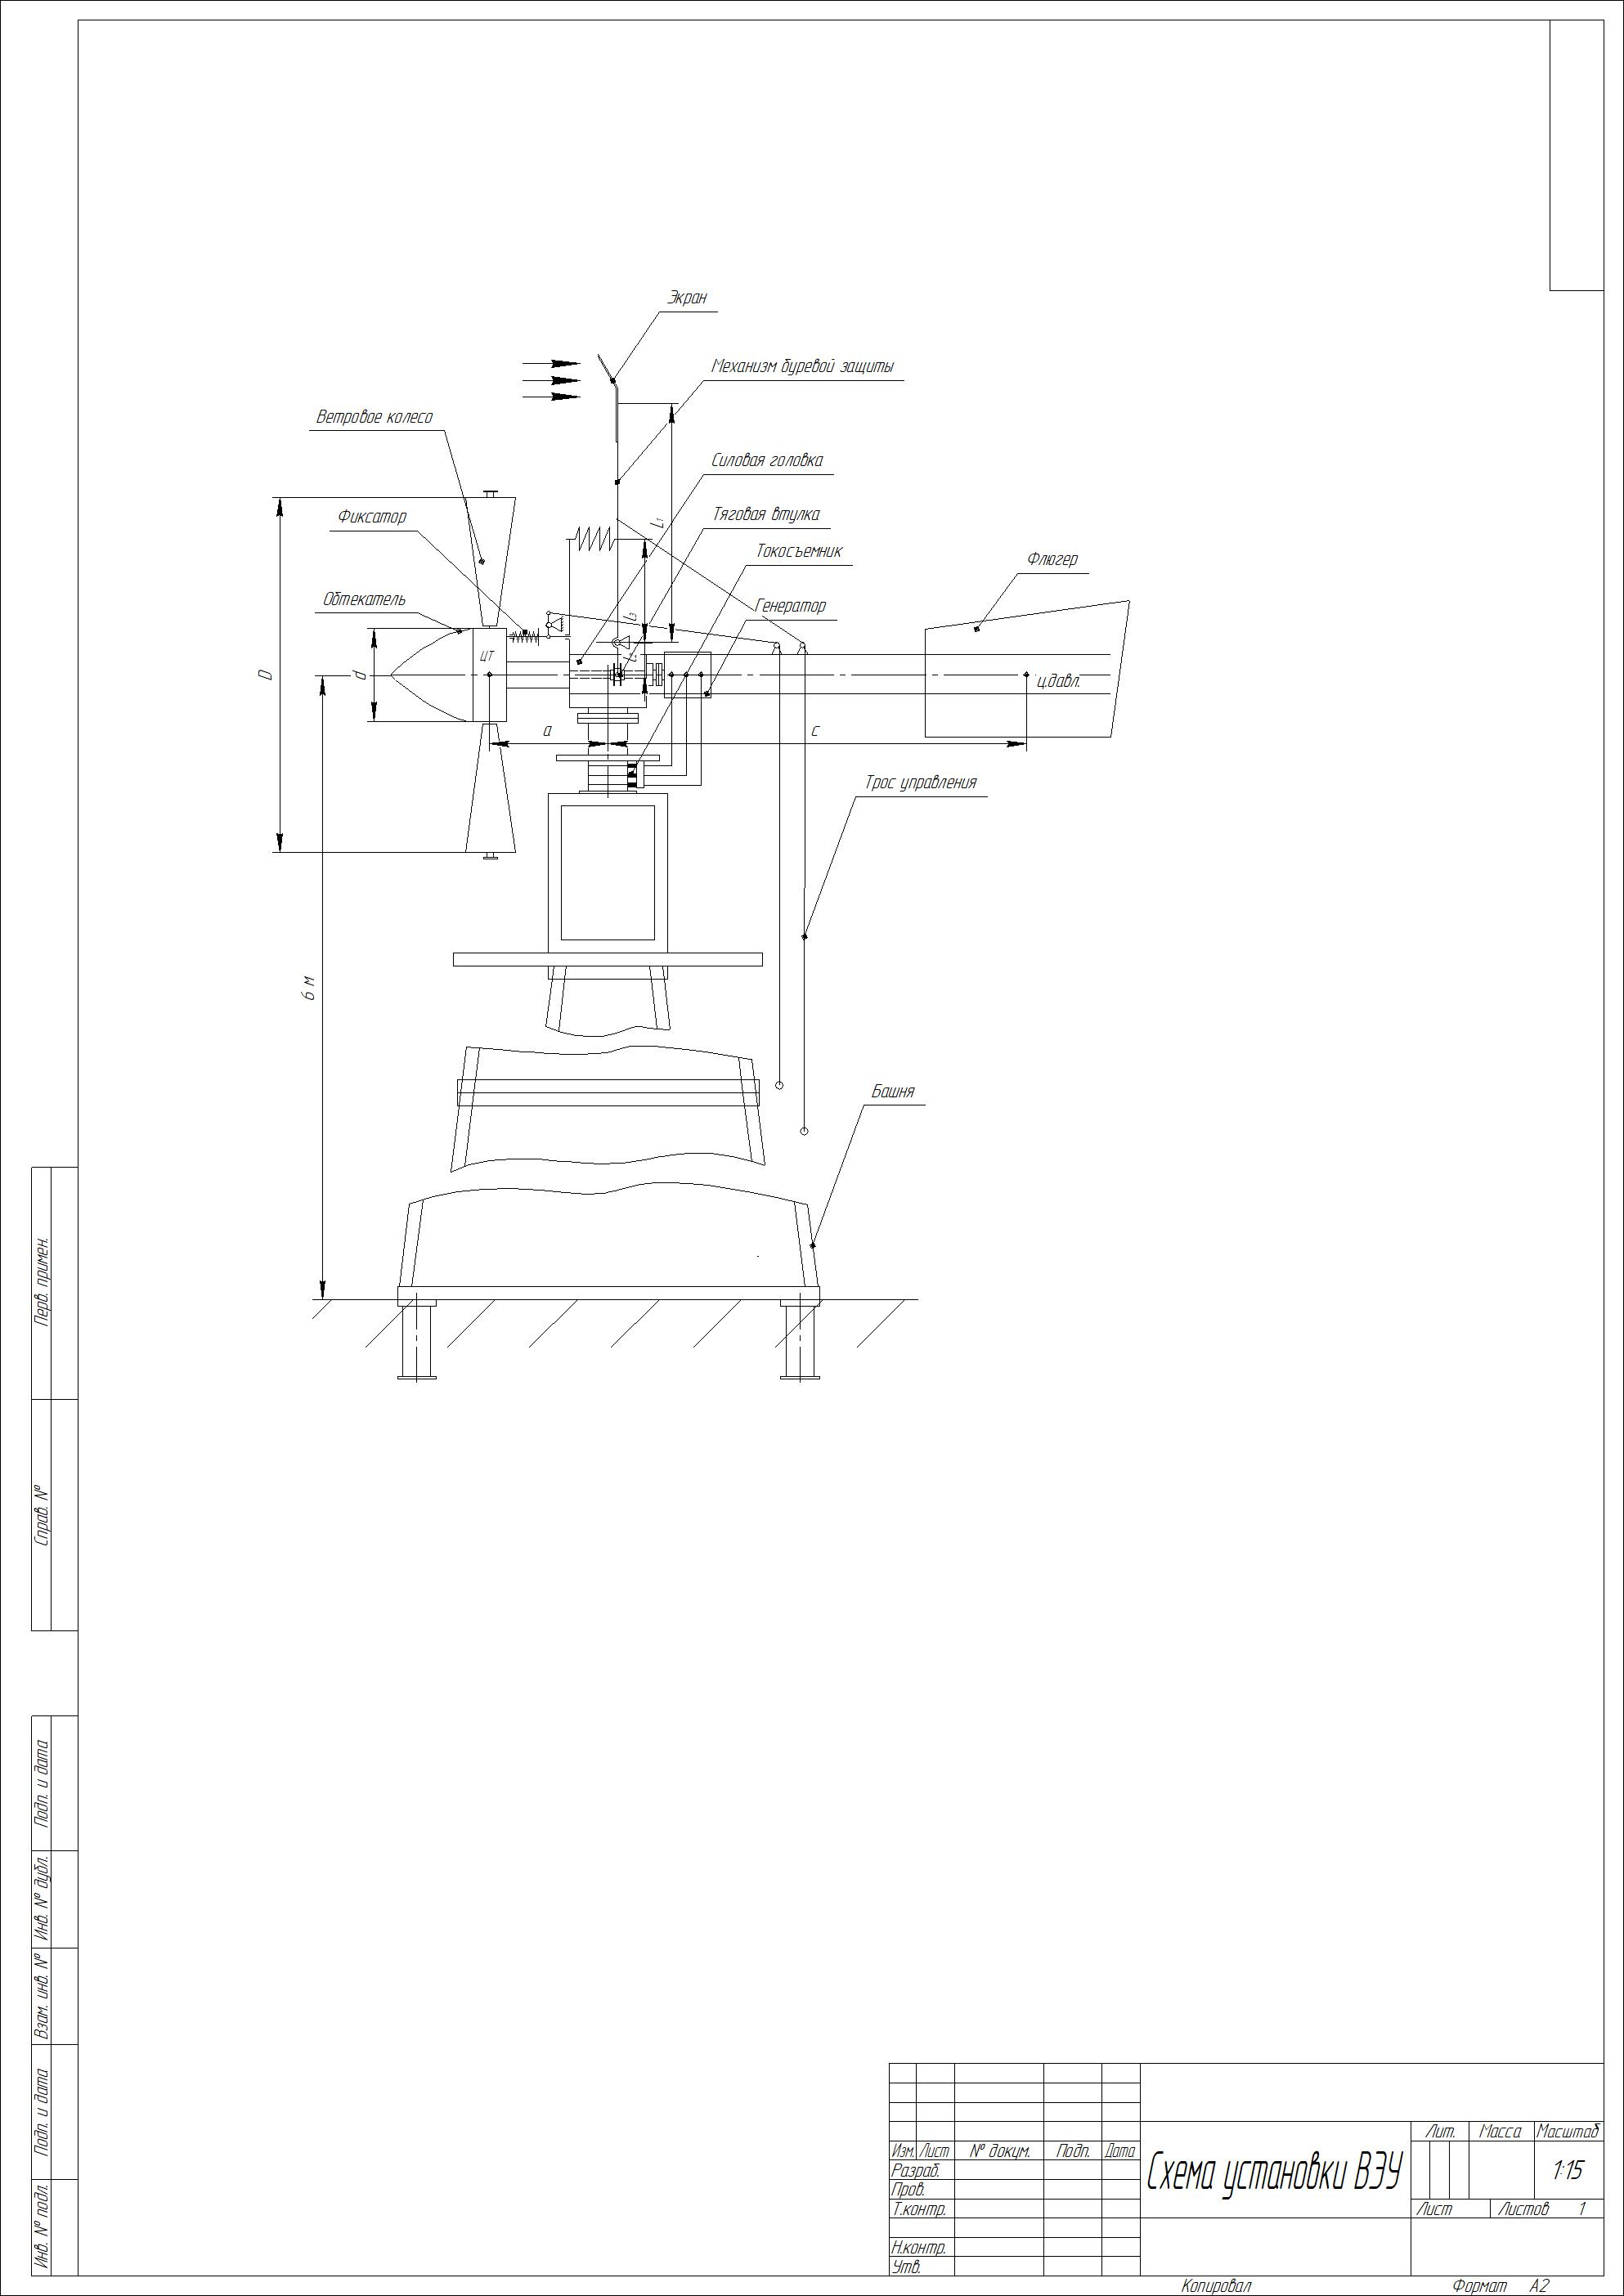 Экран
Механизм буревой защиты
Ветровое колесо
Силовая головка
Фиксатор
Тяговая втулка
L₁
Токосъемник
Флюгер
Обтекатель
Генератор
L₃
L₂
ЦТ
D
d
ц.давл.
a
c
Трос управления
6 м
Башня
Перв. примен.
Справ. №
Подп. и дата
Инв. № дубл.
Взам. инв. №
Подп. и дата
Инв. № подл.
Изм. Лист № докум. Подп. Дата
Разраб.
Пров.
Т.контр.
Н.контр.
Утв.
Схема установки ВЭУ
Лит. Масса Масштаб
1:15
Лист Листов 1
Копировал Формат А2